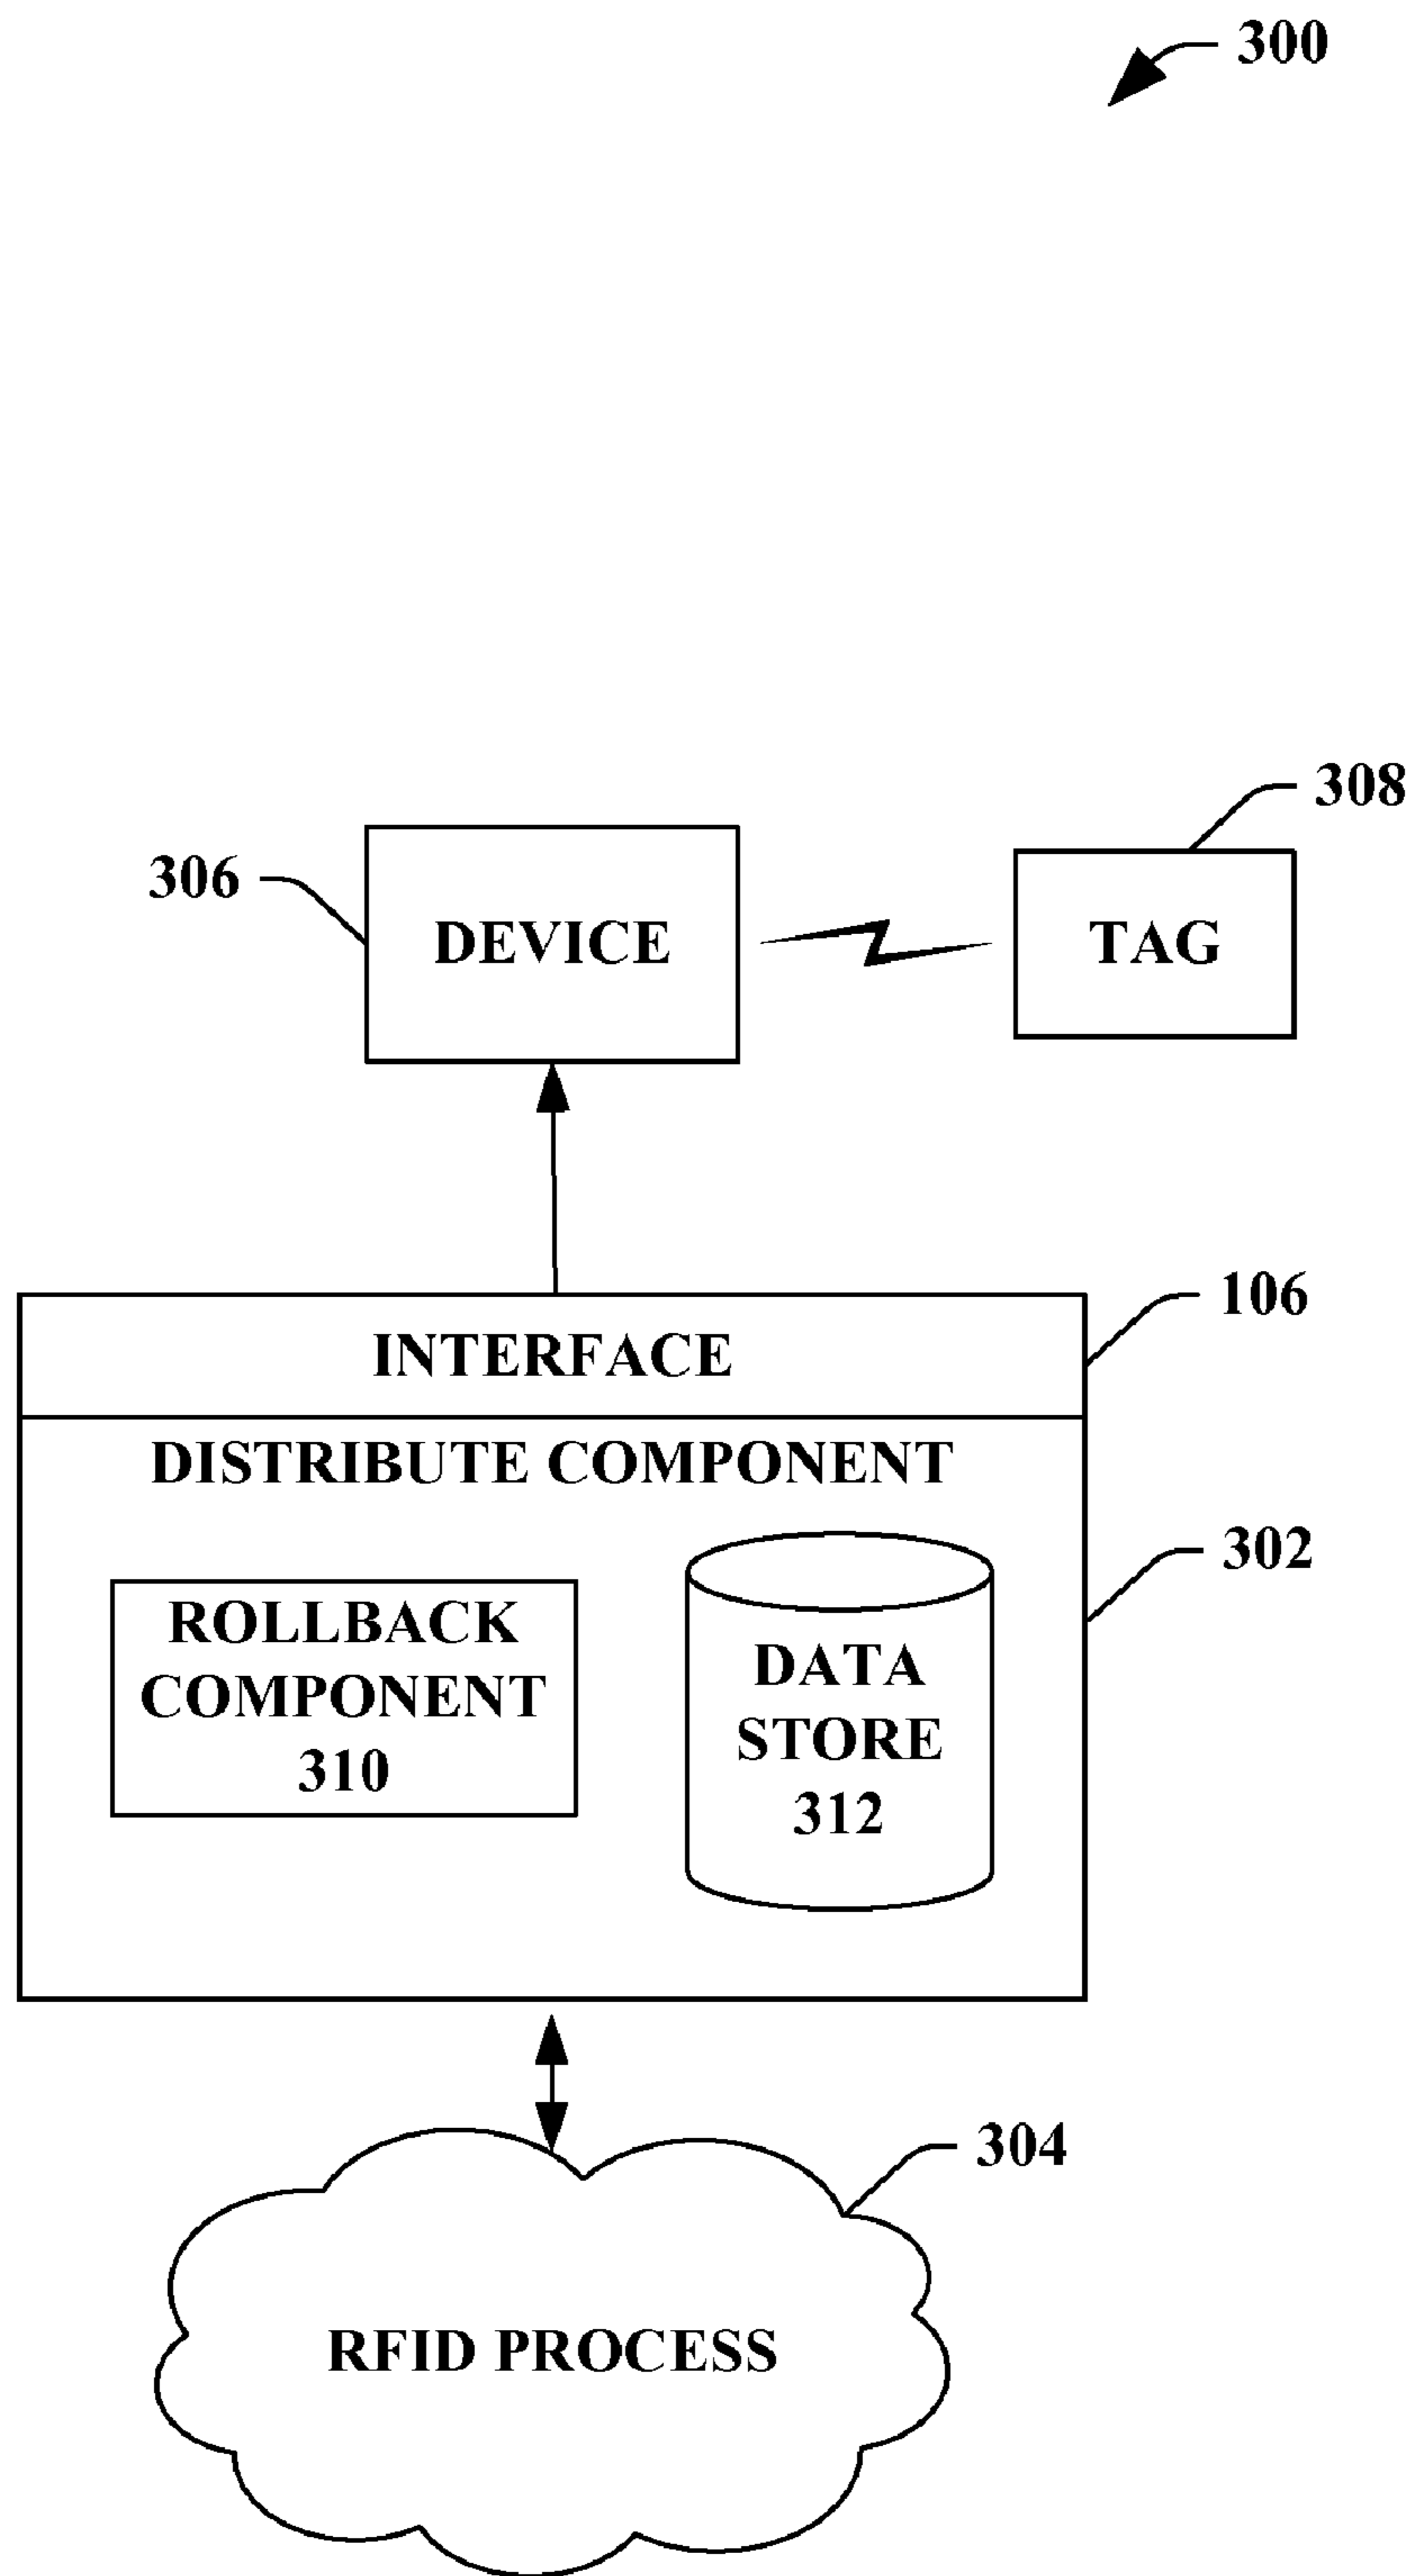 300
308
306
DEVICE
TAG
106
INTERFACE
DISTRIBUTE COMPONENT
302
ROLLBACK
COMPONENT
310
DATA
STORE
312
304
RFID PROCESS